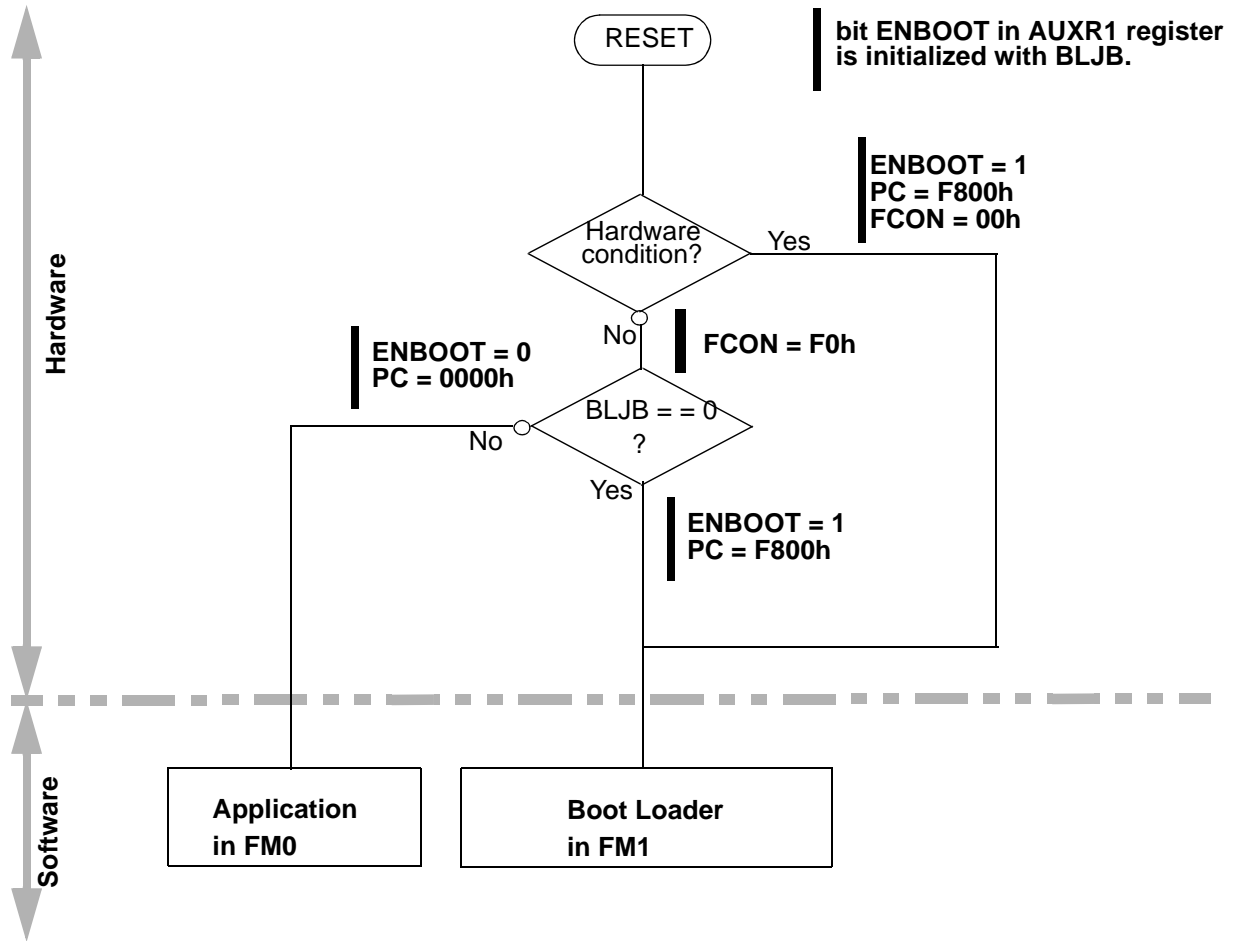 RESET
bit ENBOOT in AUXR1 register
is initialized with BLJB.
ENBOOT = 1
PC = F800h
FCON = 00h
Hardware
condition?
Yes
No
FCON = F0h
Hardware
ENBOOT = 0
PC = 0000h
BLJB = = 0
?
No
Yes
ENBOOT = 1
PC = F800h
Software
Application
in FM0
Boot Loader
in FM1